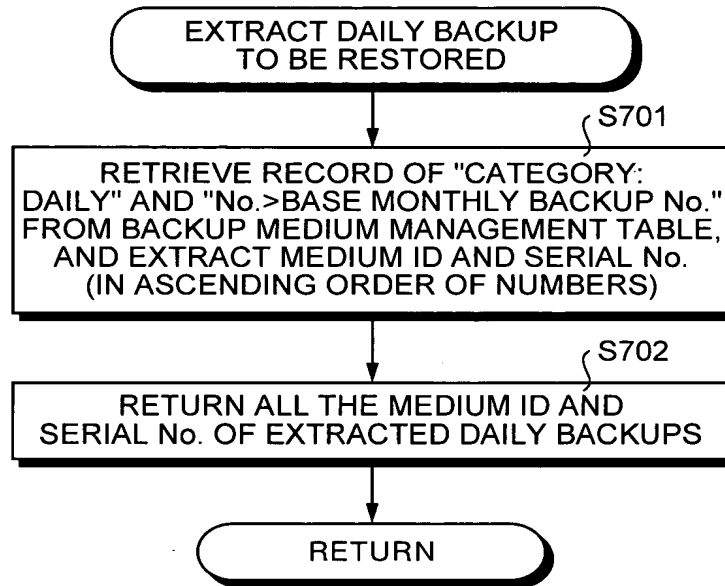 EXTRACT DAILY BACKUP
TO BE RESTORED
S701
RETRIEVE RECORD OF "CATEGORY:
DAILY" AND "No.>BASE MONTHLY BACKUP No."
FROM BACKUP MEDIUM MANAGEMENT TABLE,
AND EXTRACT MEDIUM ID AND SERIAL No.
(IN ASCENDING ORDER OF NUMBERS)
S702
RETURN ALL THE MEDIUM ID AND
SERIAL No. OF EXTRACTED DAILY BACKUPS
RETURN